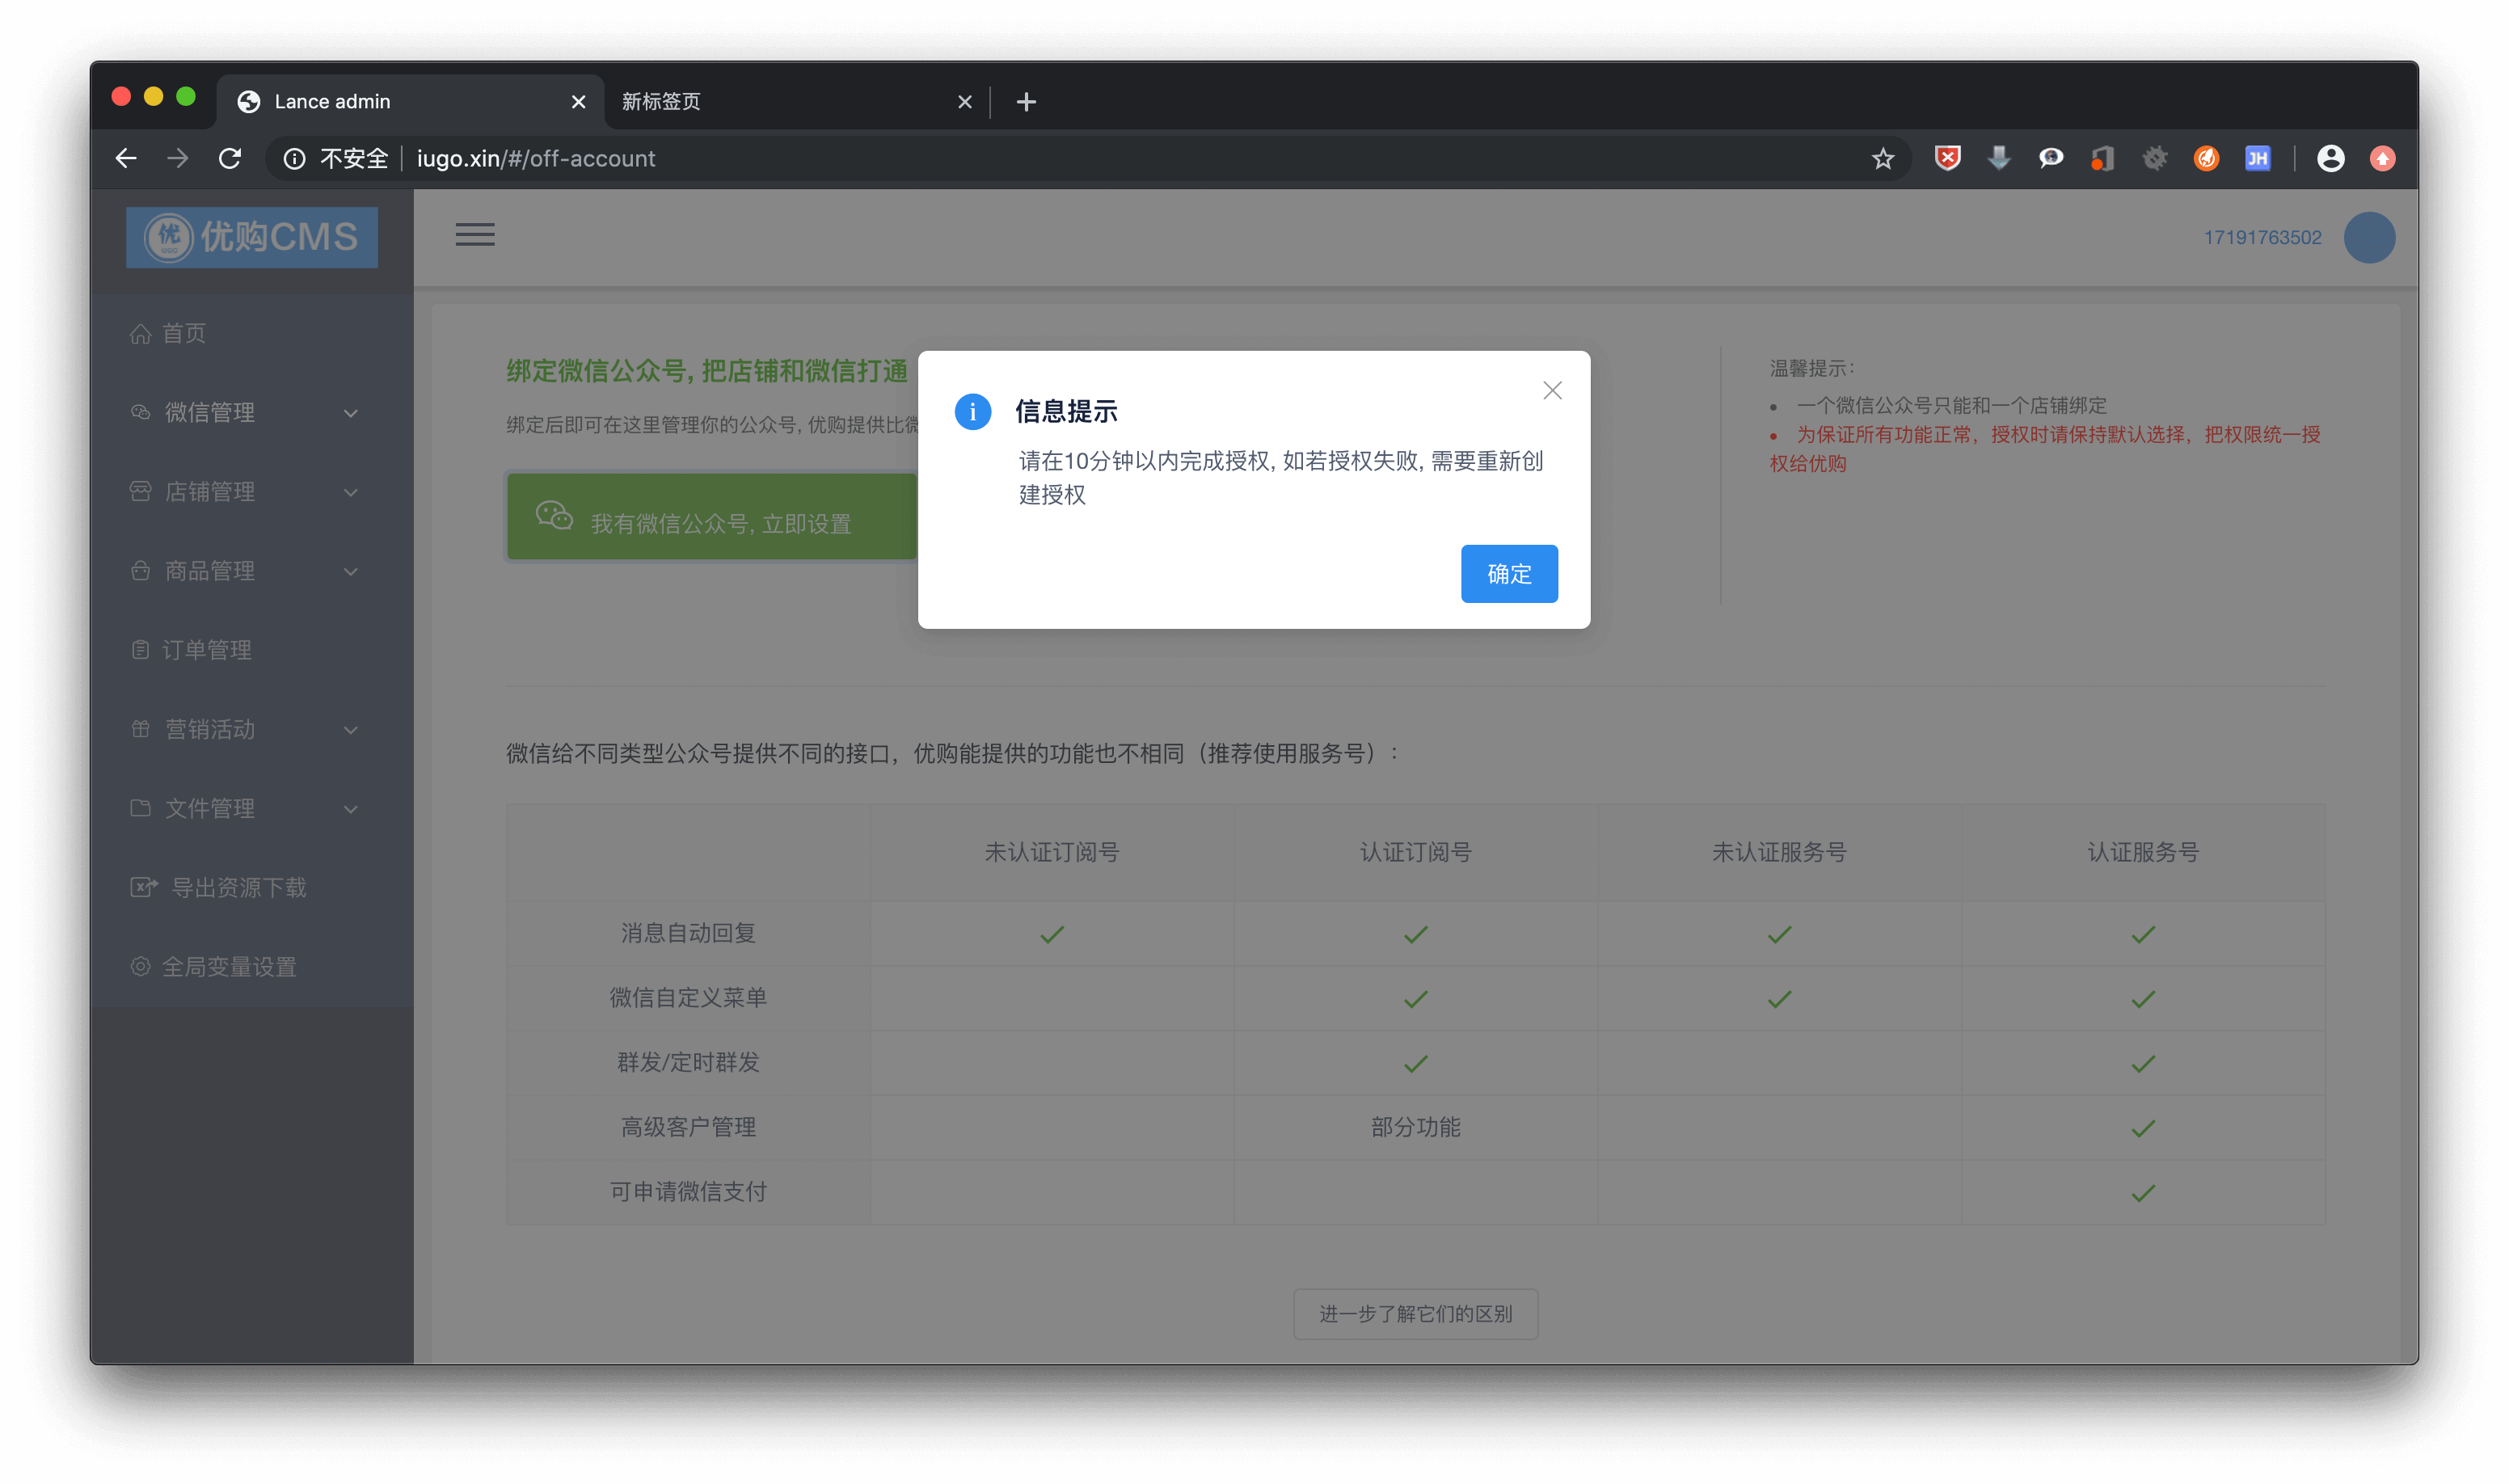 Lance admin
新标签页
不安全 iugo.xin/#/off-account
JH
优 优购CMS
17191763502
首页
微信管理
店铺管理
商品管理
订单管理
营销活动
文件管理
导出资源下载
全局变量设置
绑定微信公众号, 把店铺和微信打通
绑定后即可在这里管理你的公众号, 优购提供比
我有微信公众号, 立即设置
信息提示
请在10分钟以内完成授权, 如若授权失败, 需要重新创
建授权
确定
温馨提示:
一个微信公众号只能和一个店铺绑定
为保证所有功能正常，授权时请保持默认选择，把权限统一授
权给优购
微信给不同类型公众号提供不同的接口，优购能提供的功能也不相同（推荐使用服务号）:
未认证订阅号 认证订阅号 未认证服务号 认证服务号
消息自动回复
微信自定义菜单
群发/定时群发
高级客户管理 部分功能
可申请微信支付
进一步了解它们的区别